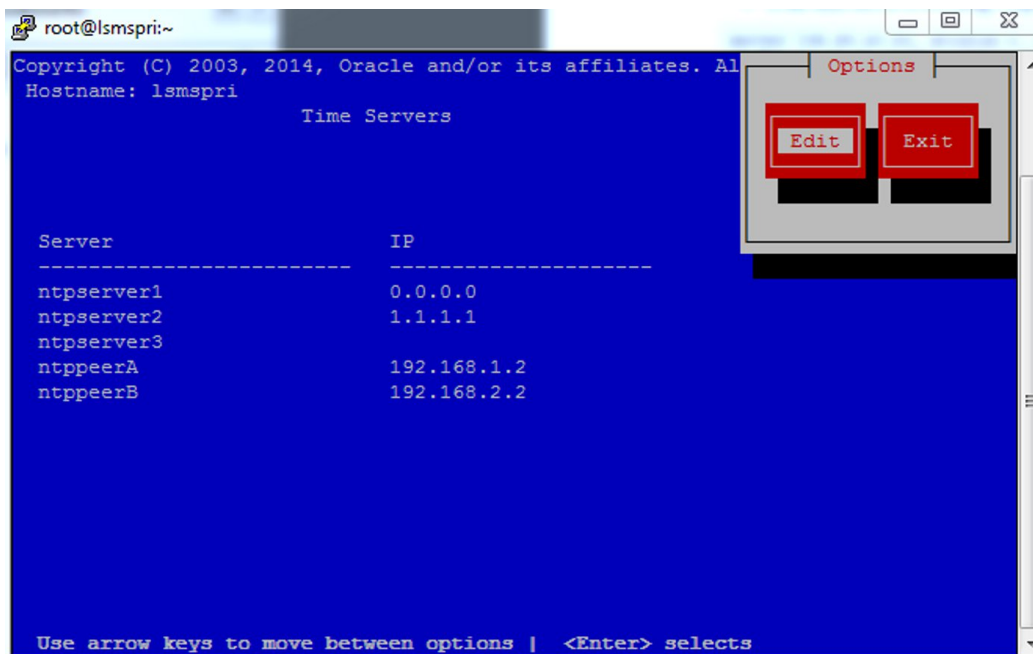 root@lsmspri:~
Copyright (C) 2003, 2014, Oracle and/or its affiliates. Al
Options
Hostname: lsmspri
Time Servers
Edit Exit
Server IP
------------------------- ---------------------
ntpserver1 0.0.0.0
ntpserver2 1.1.1.1
ntpserver3
ntppeerA 192.168.1.2
ntppeerB 192.168.2.2
Use arrow keys to move between options | <Enter> selects